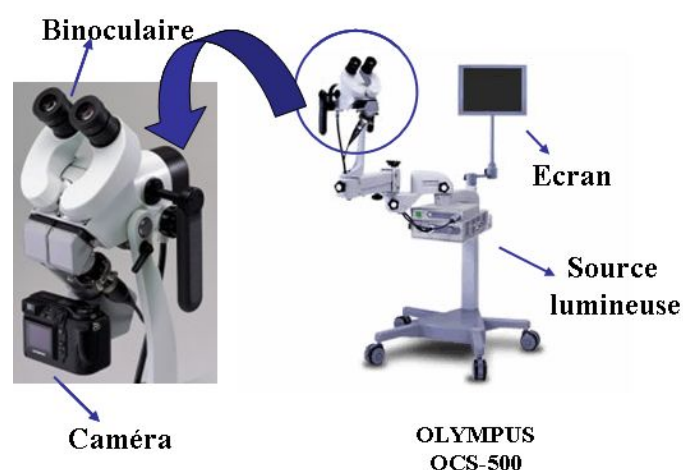 Binoculaire
Ecran
Source
lumineuse
Caméra
OLYMPUS
OCS-500